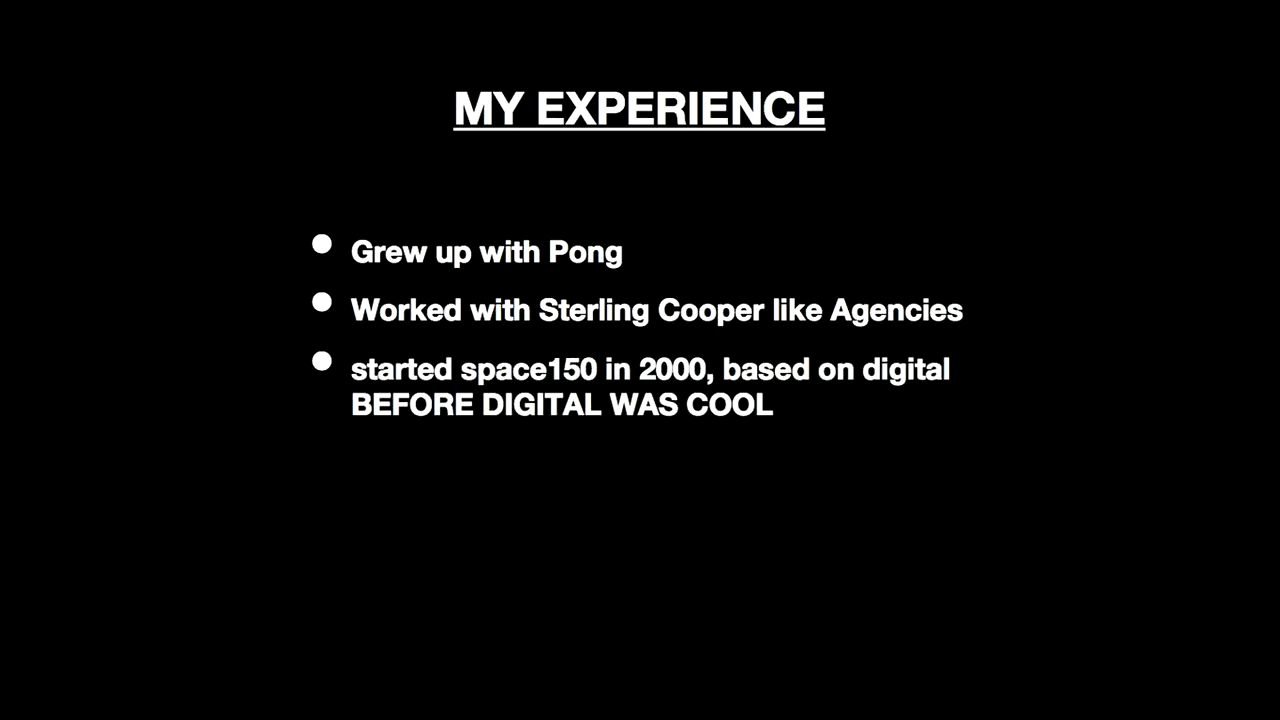 MY EXPERIENCE
Grew up with Pong
Worked with Sterling Cooper like Agencies
started space150 in 2000, based on digital
BEFORE DIGITAL WAS COOL